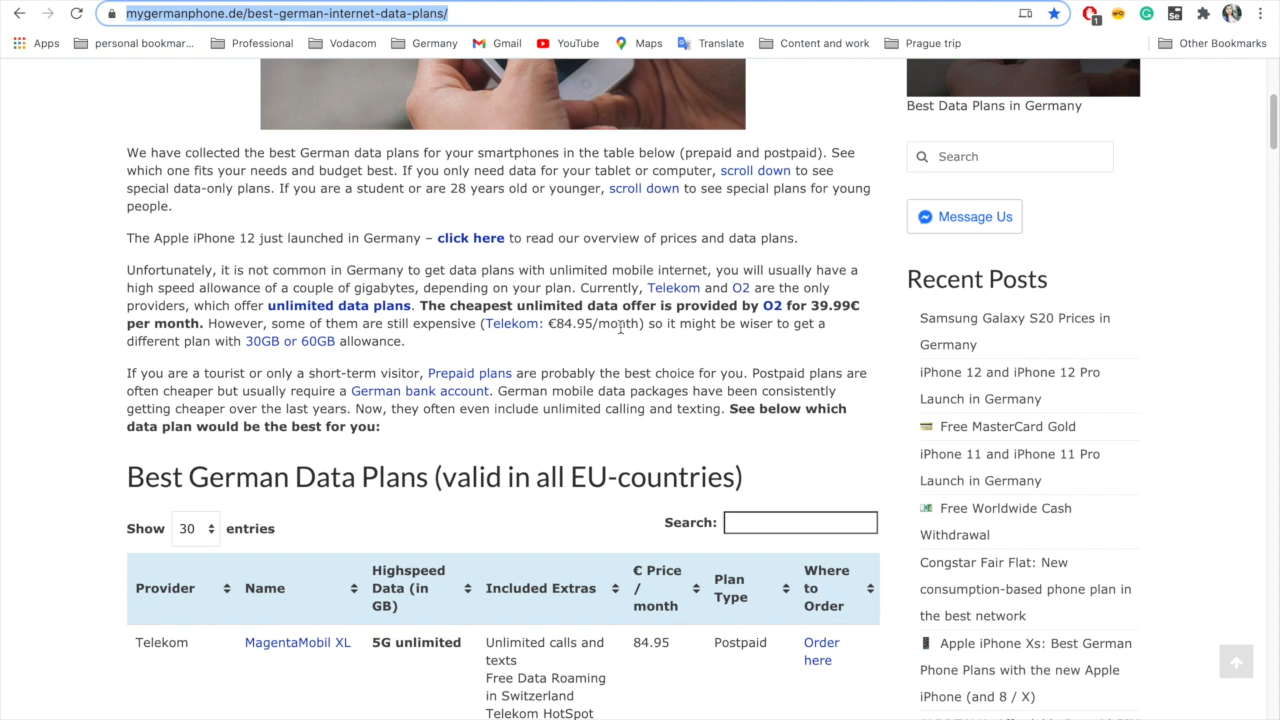 mygermanphone.de/best-german-internet-data-plans/
1
Se
Apps
personal bookmar...
Professional
Vodacom
Germany
Gmail
YouTube
Maps
Translate
Content and work
Prague trip
Other Bookmarks
We have collected the best German data plans for your smartphones in the table below (prepaid and postpaid). See
which one fits your needs and budget best. If you only need data for your tablet or computer, scroll down to see
special data-only plans. If you are a student or are 28 years old or younger, scroll down to see special plans for young
people.
The Apple iPhone 12 just launched in Germany – click here to read our overview of prices and data plans.
Unfortunately, it is not common in Germany to get data plans with unlimited mobile internet, you will usually have a
high speed allowance of a couple of gigabytes, depending on your plan. Currently, Telekom and O2 are the only
providers, which offer unlimited data plans. The cheapest unlimited data offer is provided by O2 for 39.99€
per month. However, some of them are still expensive (Telekom: €84.95/month) so it might be wiser to get a
different plan with 30GB or 60GB allowance.
If you are a tourist or only a short-term visitor, Prepaid plans are probably the best choice for you. Postpaid plans are
often cheaper but usually require a German bank account. German mobile data packages have been consistently
getting cheaper over the last years. Now, they often even include unlimited calling and texting. See below which
data plan would be the best for you:
Best German Data Plans (valid in all EU-countries)
Show 30 entries
Search:
Provider
Name
Highspeed
Data (in
GB)
Included Extras
€ Price
/
month
Plan
Type
Where
to
Order
Telekom
MagentaMobil XL
5G unlimited
Unlimited calls and
texts
Free Data Roaming
in Switzerland
Telekom HotSpot
84.95
Postpaid
Order
here
Best Data Plans in Germany
Search
Message Us
Recent Posts
Samsung Galaxy S20 Prices in
Germany
iPhone 12 and iPhone 12 Pro
Launch in Germany
Free MasterCard Gold
iPhone 11 and iPhone 11 Pro
Launch in Germany
Free Worldwide Cash
Withdrawal
Congstar Fair Flat: New
consumption-based phone plan in
the best network
Apple iPhone Xs: Best German
Phone Plans with the new Apple
iPhone (and 8 / X)